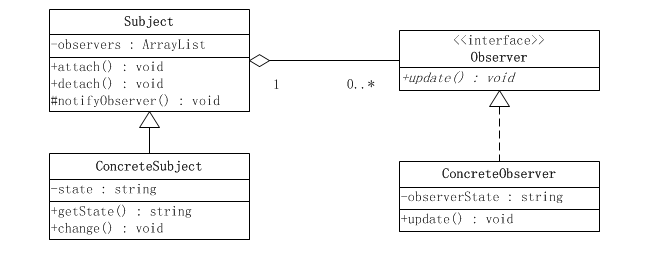 Subject
-observers : ArrayList
+attach() : void
+detach() : void
#notifyObserver() : void
1
0..*
<<interface>>
Observer
+update() : void
ConcreteSubject
-state : string
+getState() : string
+change() : void
ConcreteObserver
-observerState : string
+update() : void